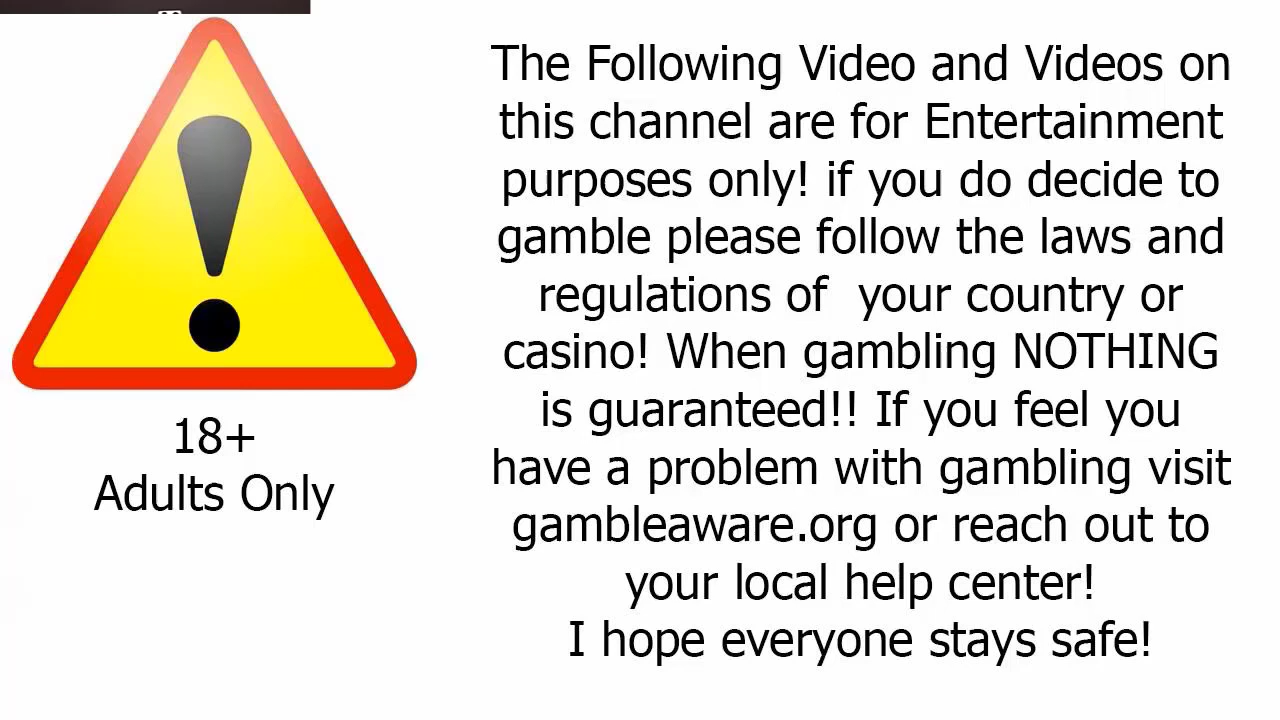 18+
Adults Only
The Following Video and Videos on
this channel are for Entertainment
purposes only! if you do decide to
gamble please follow the laws and
regulations of  your country or
casino! When gambling NOTHING
is guaranteed!! If you feel you
have a problem with gambling visit
gambleaware.org or reach out to
your local help center!
I hope everyone stays safe!